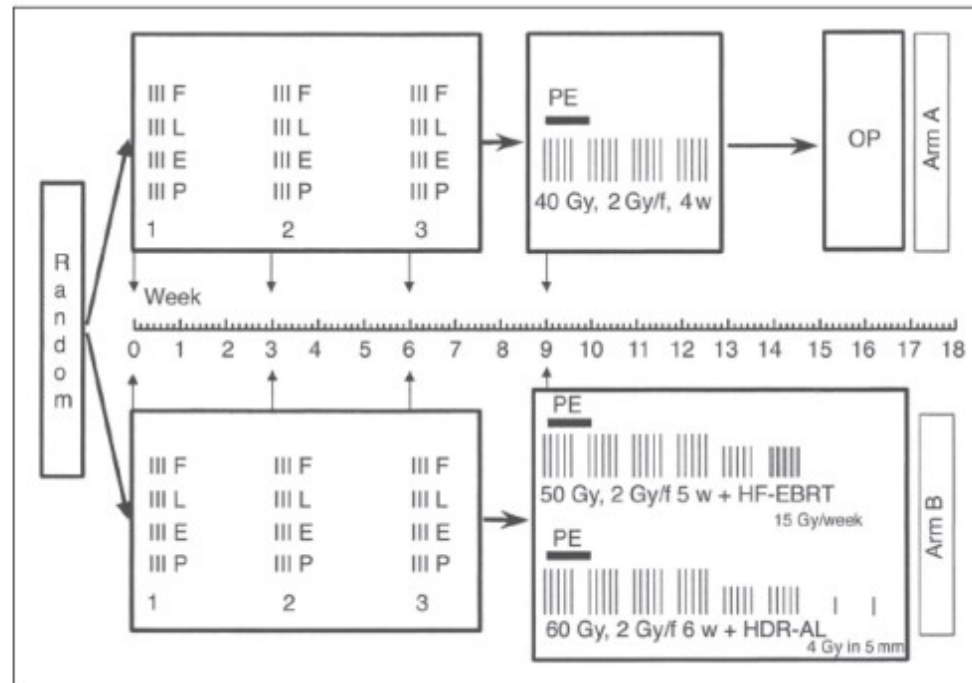 Random
III F III F III F
III L III L III L
III E III E III E
III P III P III P
1 2 3
PE
40 Gy, 2 Gy/f, 4 w
OP
Arm A
Week
0 1 2 3 4 5 6 7 8 9 10 11 12 13 14 15 16 17 18
III F III F III F
III L III L III L
III E III E III E
III P III P III P
1 2 3
PE
50 Gy, 2 Gy/f 5 w + HF-EBRT
15 Gy/week
PE
60 Gy, 2 Gy/f 6 w + HDR-AL
4 Gy in 5 mm
Arm B